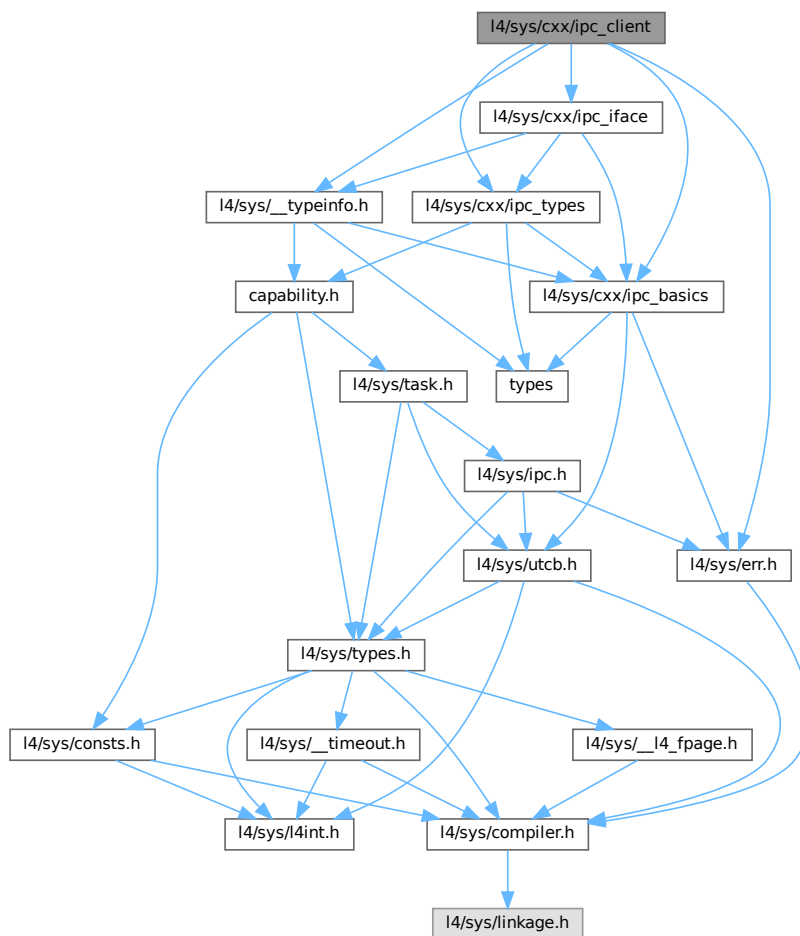 l4/sys/cxx/ipc_client
l4/sys/cxx/ipc_iface
l4/sys/__typeinfo.h
l4/sys/cxx/ipc_types
capability.h
l4/sys/cxx/ipc_basics
l4/sys/task.h
types
l4/sys/ipc.h
l4/sys/utcb.h
l4/sys/err.h
l4/sys/types.h
l4/sys/consts.h
l4/sys/__timeout.h
l4/sys/__l4_fpage.h
l4/sys/l4int.h
l4/sys/compiler.h
l4/sys/linkage.h